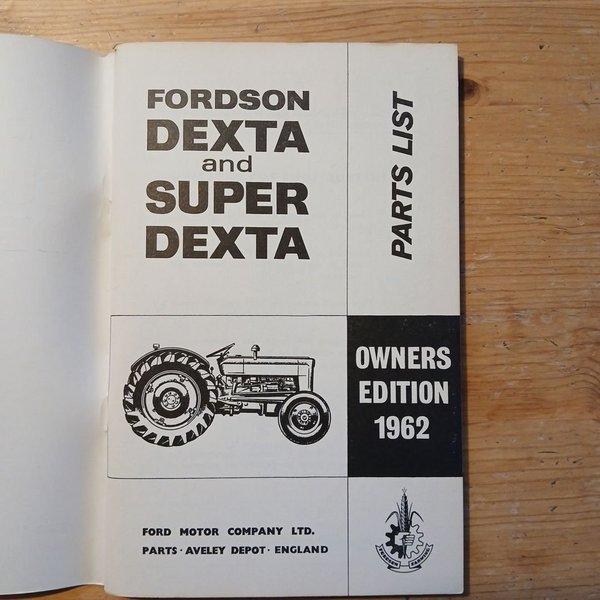 FORDSON
DEXTA
and
SUPER
DEXTA
PARTS LIST
OWNERS
EDITION
1962
FORD MOTOR COMPANY LTD.
PARTS · AVELEY DEPOT · ENGLAND